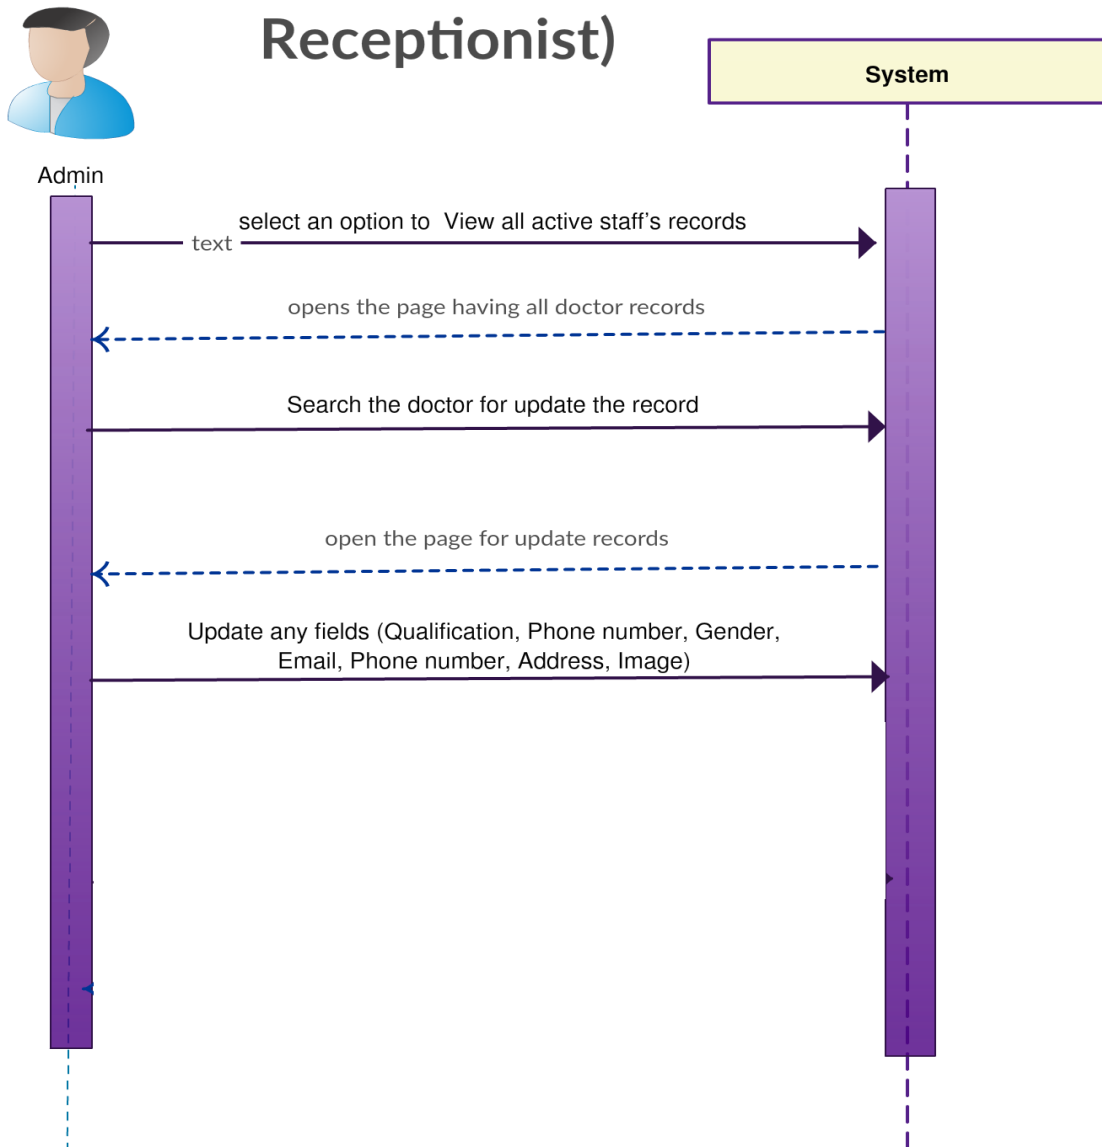 Receptionist)
System
Admin
select an option to  View all active staff's records
text
opens the page having all doctor records
Search the doctor for update the record
open the page for update records
Update any fields (Qualification, Phone number, Gender,
Email, Phone number, Address, Image)